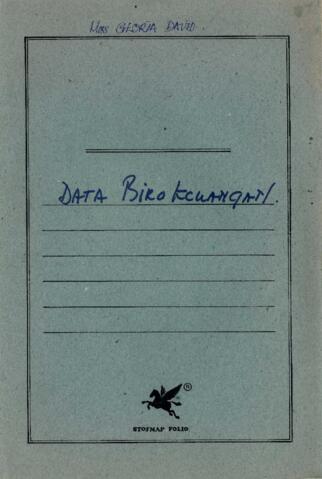 Miss GLORIA DAVID.
DATA BIRO KEUANGAN.
®
STOFMAP FOLIO